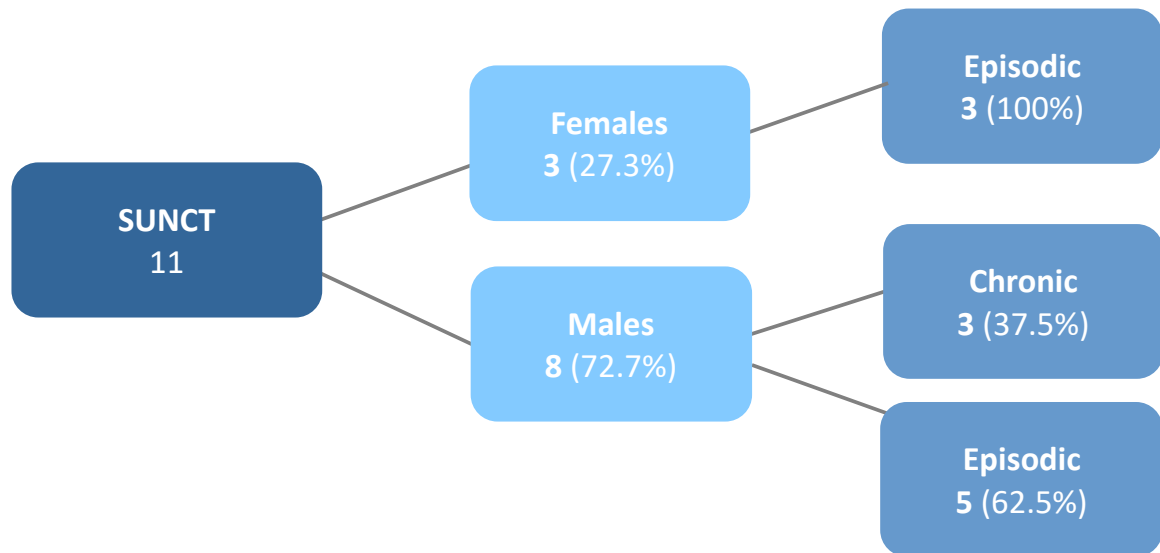 SUNCT
11
Females
3 (27.3%)
Males
8 (72.7%)
Episodic
3 (100%)
Chronic
3 (37.5%)
Episodic
5 (62.5%)